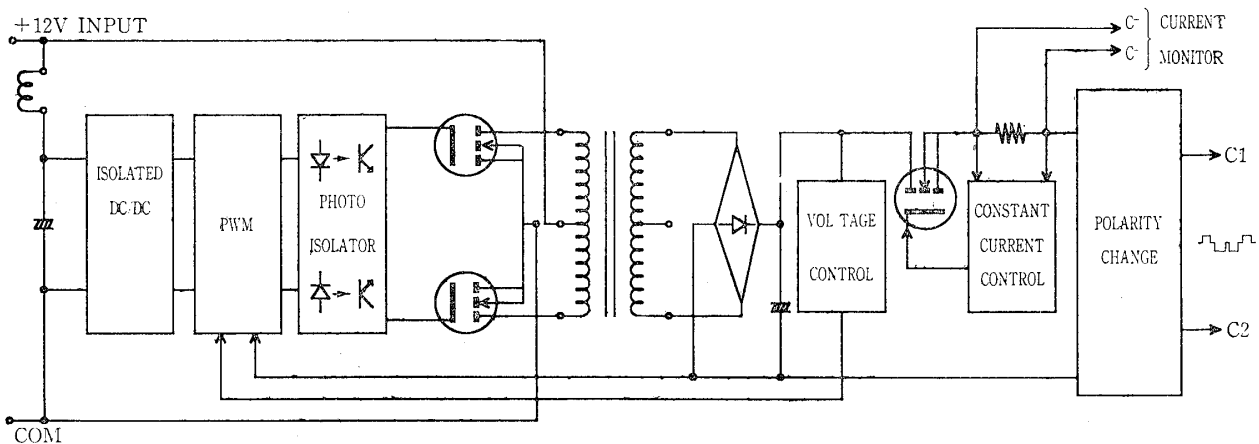 +12V INPUT
C- CURRENT
C- MONITOR
ISOLATED
DC/DC
PWM
PHOTO
ISOLATOR
VOLTAGE
CONTROL
CONSTANT
CURRENT
CONTROL
POLARITY
CHANGE
C1
C2
COM